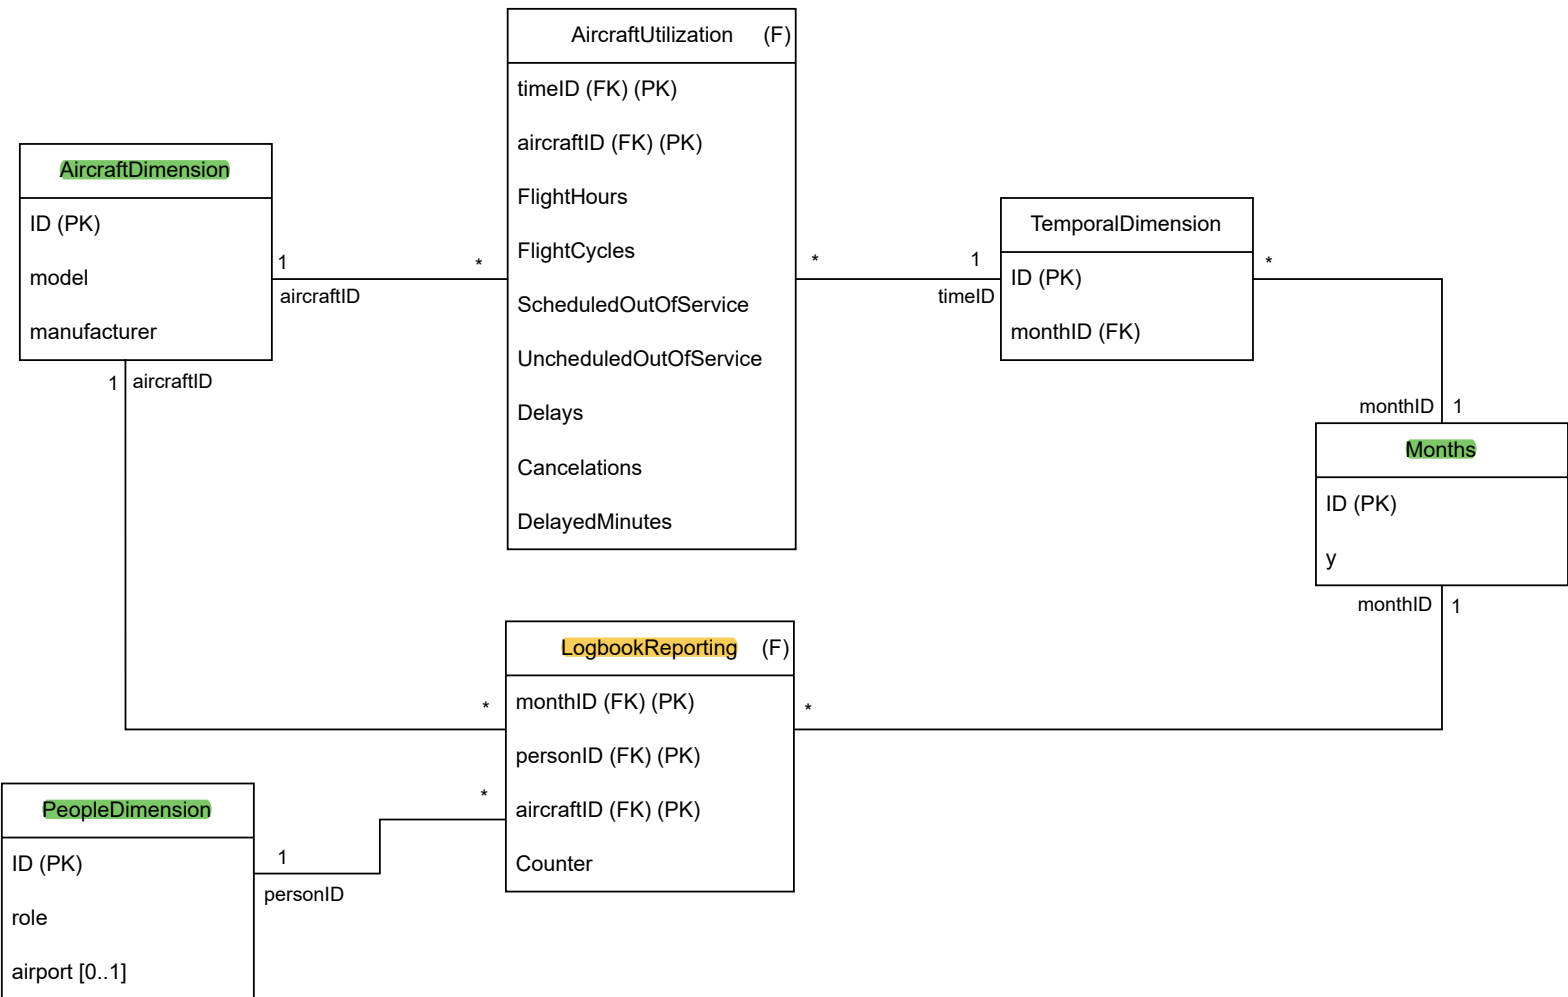 AircraftUtilization (F)
timeID (FK) (PK)
aircraftID (FK) (PK)
FlightHours
FlightCycles
ScheduledOutOfService
UncheduledOutOfService
Delays
Cancelations
DelayedMinutes
AircraftDimension
ID (PK)
model
manufacturer
1
aircraftID
*
1 aircraftID
*
1
timeID
TemporalDimension
ID (PK)
monthID (FK)
*
monthID 1
Months
ID (PK)
y
monthID 1
LogbookReporting (F)
monthID (FK) (PK)
personID (FK) (PK)
aircraftID (FK) (PK)
Counter
*
*
*
PeopleDimension
ID (PK)
role
airport [0..1]
1
personID